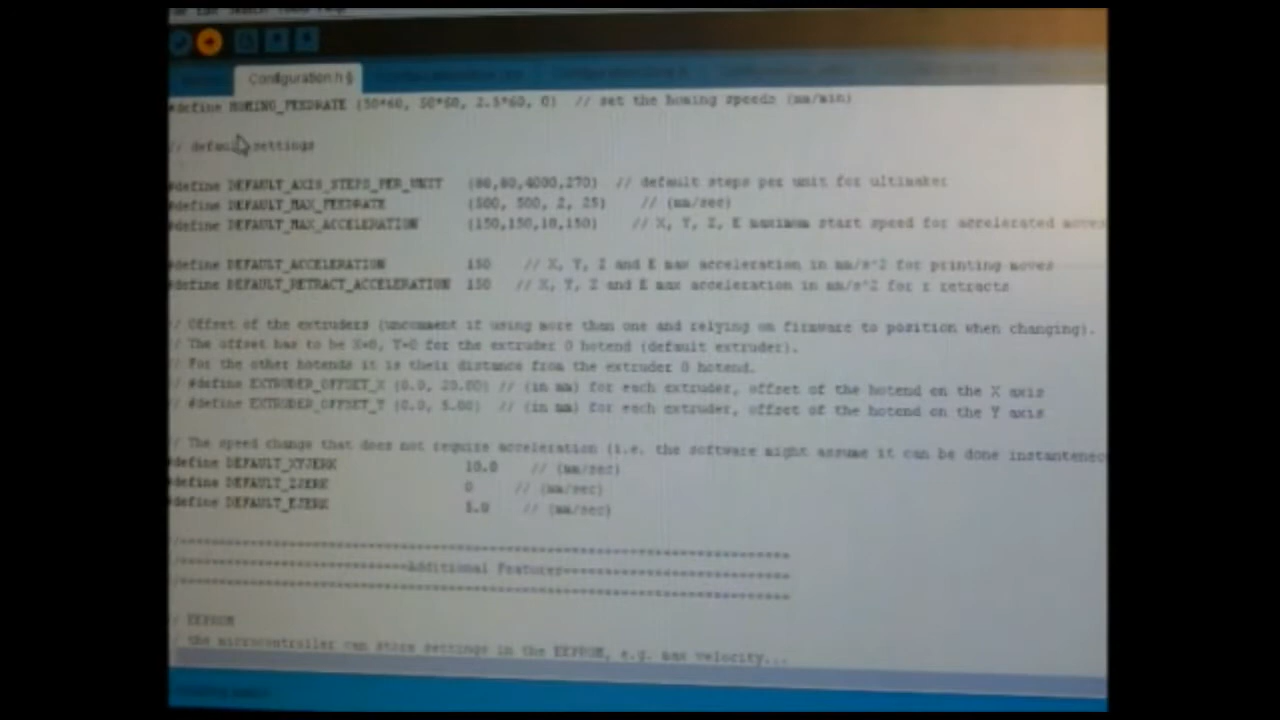 Configuration.h §
#define HOMING_FEEDRATE {50*60, 50*60, 2.5*60, 0} // set the homing speeds (mm/min)
// default settings
#define DEFAULT_AXIS_STEPS_PER_UNIT {80,80,4000,270} // default steps per unit for ultimaker
#define DEFAULT_MAX_FEEDRATE {500, 500, 2, 25} // (mm/sec)
#define DEFAULT_MAX_ACCELERATION {150,150,10,150} // X, Y, Z, E maximum start speed for accelerated moves
#define DEFAULT_ACCELERATION 150 // X, Y, Z and E max acceleration in mm/s^2 for printing moves
#define DEFAULT_RETRACT_ACCELERATION 150 // X, Y, Z and E max acceleration in mm/s^2 for r retracts
// Offset of the extruders (uncomment if using more than one and relying on firmware to position when changing).
// The offset has to be X=0, Y=0 for the extruder 0 hotend (default extruder).
// For the other hotends it is their distance from the extruder 0 hotend.
// #define EXTRUDER_OFFSET_X {0.0, 20.00} // (in mm) for each extruder, offset of the hotend on the X axis
// #define EXTRUDER_OFFSET_Y {0.0, 5.00} // (in mm) for each extruder, offset of the hotend on the Y axis
// The speed change that does not require acceleration (i.e. the software might assume it can be done instanteneo
#define DEFAULT_XYJERK 10.0 // (mm/sec)
#define DEFAULT_ZJERK 0 // (mm/sec)
#define DEFAULT_EJERK 5.0 // (mm/sec)
Additional Features
// EEPROM
// the microcontroller can store settings in the EEPROM, e.g. max velocity...